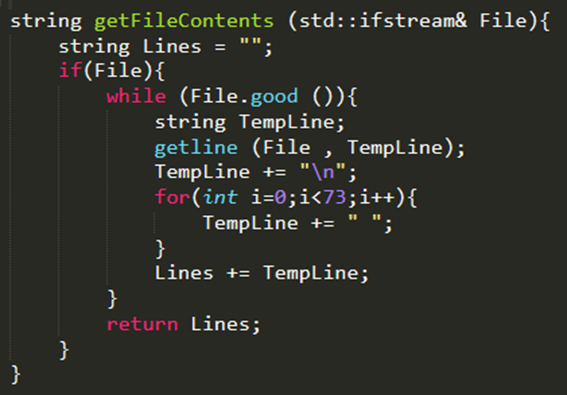 string getFileContents (std::ifstream& File){
    string Lines = "";
    if(File){
        while (File.good ()){
            string TempLine;
            getline (File , TempLine);
            TempLine += "\n";
            for(int i=0;i<73;i++){
                TempLine += " ";
            }
            Lines += TempLine;
        }
        return Lines;
    }
}